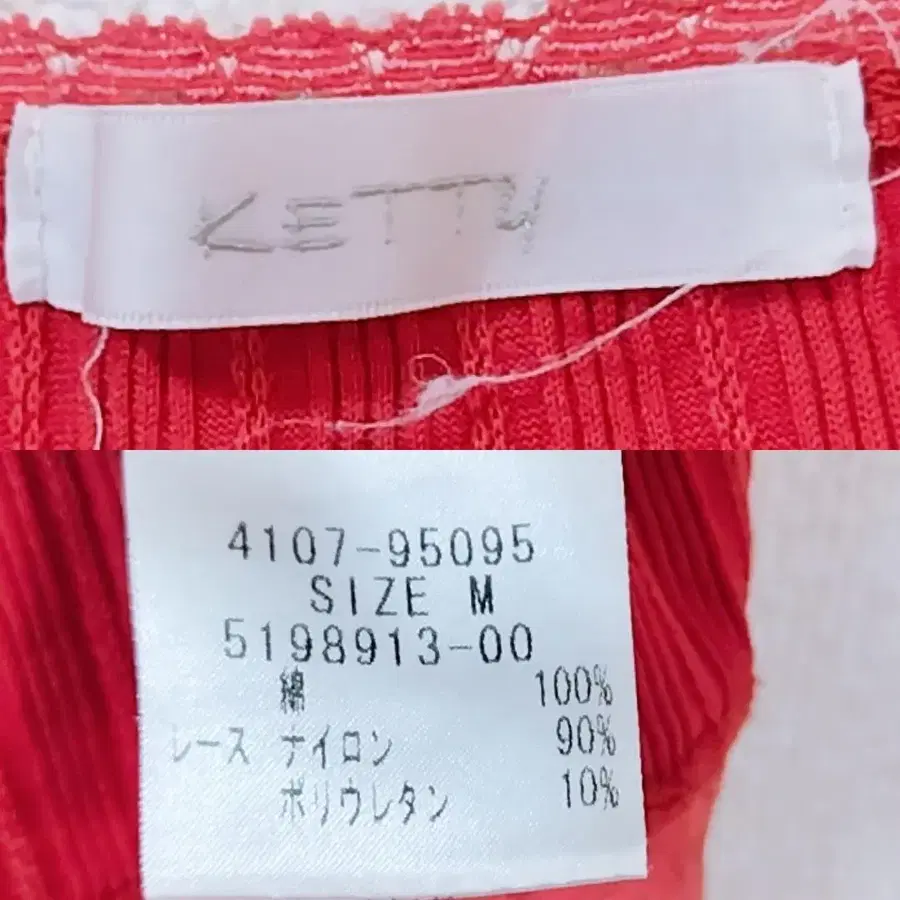 KETTY
4107-95095
SIZE M
5198913-00
綿 100%
レース ナイロン 90%
ポリウレタン 10%